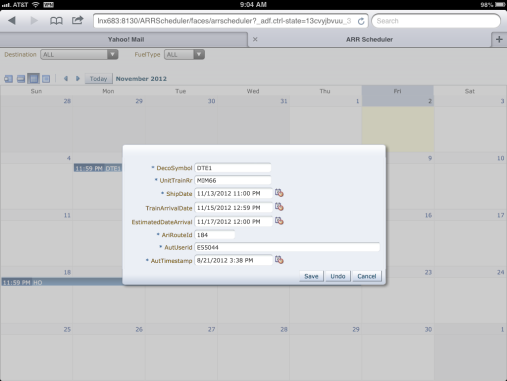 AT&T VPN 9:04 AM 98%
lnx683:8130/ARRScheduler/faces/arrscheduler?_adf.ctrl-state=13cvyjbvuu_3 Search
Yahoo! Mail ARR Scheduler
Destination ALL FuelType ALL
Today November 2012
Sun Mon Tue Wed Thu Fri Sat
28 29 30 31 1 2 3
4 9 10
11:59 PM DTE1
* DecoSymbol DTE1
* UnitTrainRr MIM66
* ShipDate 11/13/2012 11:00 PM
TrainArrivalDate 11/15/2012 12:59 PM
11 16 17
EstimatedDateArrival 11/17/2012 12:00 PM
* ArlRouteId 184
* AutUserid E55044
* AutTimestamp 8/21/2012 3:38 PM
18 23 24
Save Undo Cancel
11:59 PM HO
25 26 27 28 29 30 1